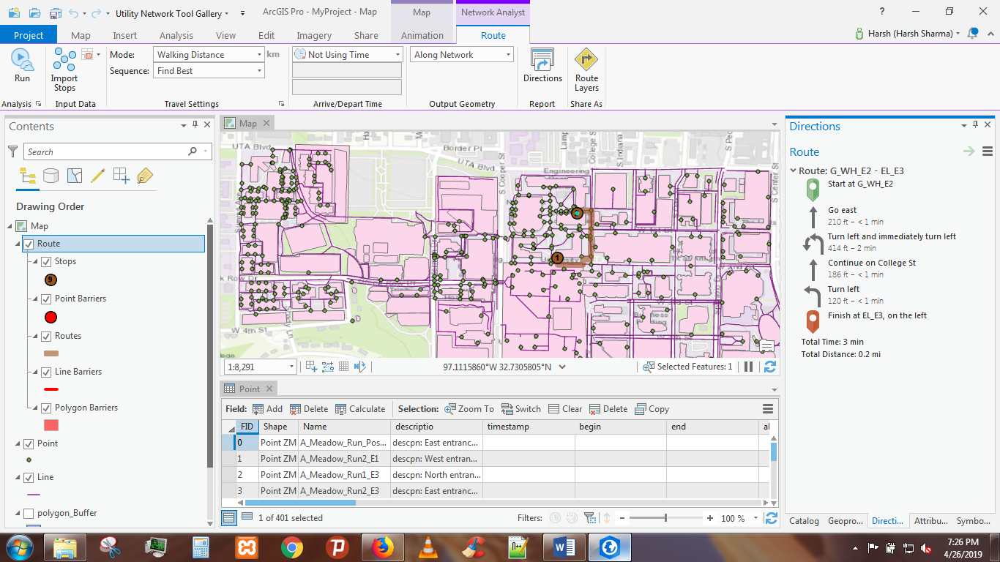 Utility Network Tool Gallery
ArcGIS Pro - MyProject - Map
Map
Network Analyst
?
Project
Map
Insert
Analysis
View
Edit
Imagery
Share
Animation
Route
Harsh (Harsh Sharma)
Run
Import
Stops
Mode:
Walking Distance
km
Sequence:
Find Best
Not Using Time
Along Network
Directions
Route
Layers
Analysis
Input Data
Travel Settings
Arrive/Depart Time
Output Geometry
Report
Share As
Contents
Search
Drawing Order
Map
Route
Stops
9
Point Barriers
Routes
Line Barriers
Polygon Barriers
Point
Line
polygon_Buffer
Map
UTA Blvd
Border Pl
UTA Blvd
S Cooper St
College S
S Indiana
S Center St
Engineering
1
k Row Dr
W 4th St
1:8,291
97.1115860°W 32.7305805°N
Selected Features: 1
Point
Field:
Add
Delete
Calculate
Selection:
Zoom To
Switch
Clear
Delete
Copy
FID Shape Name descriptio timestamp begin end al
0 Point ZM A_Meadow_Run_Pos... descpn: East entranc...
1 Point ZM A_Meadow_Run2_E1 descpn: West entran...
2 Point ZM A_Meadow_Run1_E3 descpn: North entran...
3 Point ZM A_Meadow_Run2_E3 descpn: East entranc...
1 of 401 selected
Filters:
100 %
Directions
Route
Route: G_WH_E2 - EL_E3
Start at G_WH_E2
Go east
210 ft – < 1 min
Turn left and immediately turn left
414 ft – 2 min
Continue on College St
186 ft – < 1 min
Turn left
120 ft – < 1 min
Finish at EL_E3, on the left
Total Time: 3 min
Total Distance: 0.2 mi
Catalog
Geopro...
Directi...
Attribu...
Symbo...
7:26 PM
4/26/2019